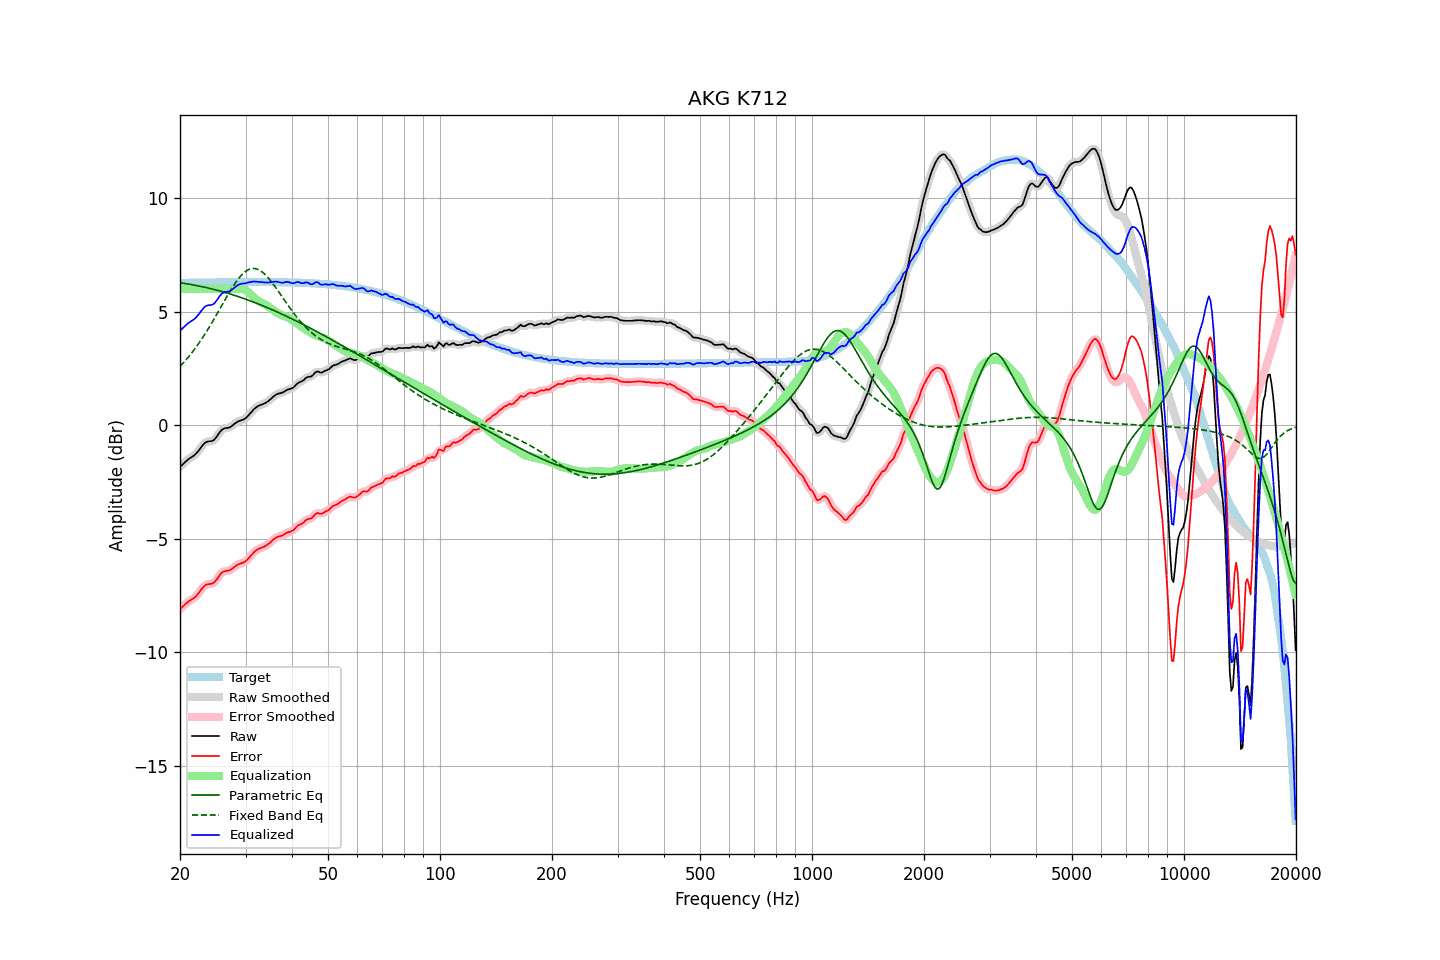 AKG K712
Amplitude (dBr)
10
5
0
−5
−10
−15
Target
Raw Smoothed
Error Smoothed
Raw
Error
Equalization
Parametric Eq
Fixed Band Eq
Equalized
20 50 100 200 500 1000 2000 5000 10000 20000
Frequency (Hz)